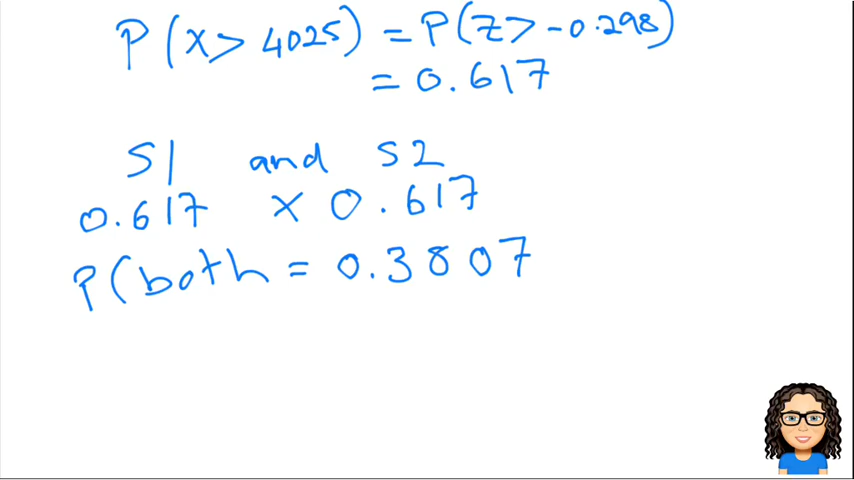 P(X > 4025) = P(Z > -0.298)
= 0.617
S1 and S2
0.617 x 0.617
P(both = 0.3807